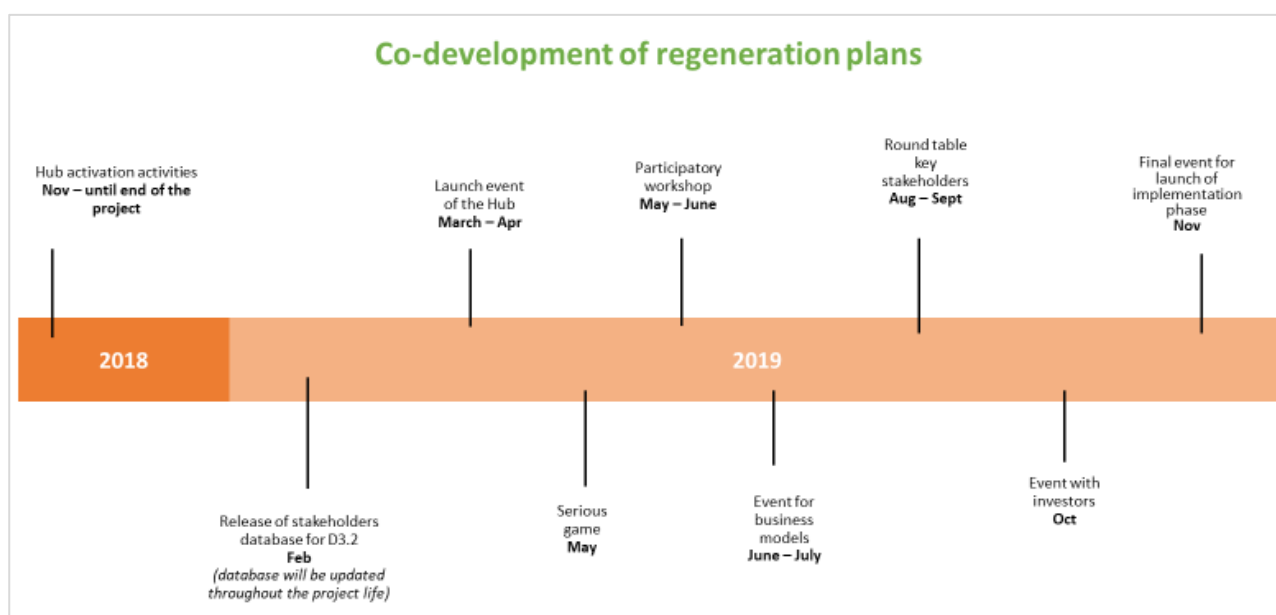 Co-development of regeneration plans
Hub activation activities
Nov – until end of the
project
Launch event
of the Hub
March – Apr
Participatory
workshop
May – June
Round table
key
stakeholders
Aug – Sept
Final event for
launch of
implementation
phase
Nov
2018
2019
Release of stakeholders
database for D3.2
Feb
(database will be updated
throughout the project life)
Serious
game
May
Event for
business
models
June – July
Event with
investors
Oct